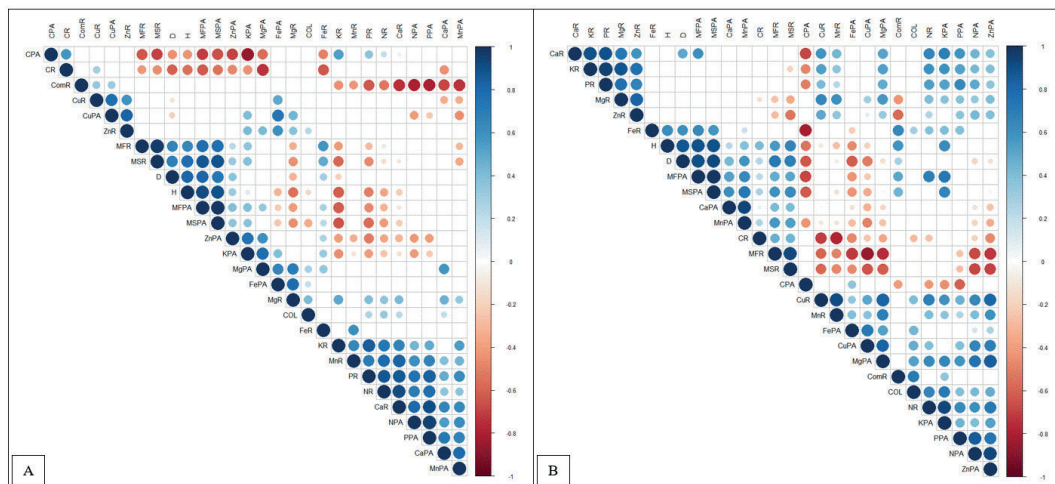 CPA CR ComR CuR CuPA ZnR MFR MSR D H MFPA MSPA ZnPA KPA MgPA FePA MgR COL FeR KR MnR PR NR CaR NPA PPA CaPA MnPA
CPA
CR
ComR
CuR
CuPA
ZnR
MFR
MSR
D
H
MFPA
MSPA
ZnPA
KPA
MgPA
FePA
MgR
COL
FeR
KR
MnR
PR
NR
CaR
NPA
PPA
CaPA
MnPA
1
0.8
0.6
0.4
0.2
0
-0.2
-0.4
-0.6
-0.8
-1
A
CaR KR PR MgR ZnR FeR H D MFPA MSPA CaPA MnPA CR MFR MSR CPA CuR MnR FePA CuPA MgPA ComR COL NR KPA PPA NPA ZnPA
CaR
KR
PR
MgR
ZnR
FeR
H
D
MFPA
MSPA
CaPA
MnPA
CR
MFR
MSR
CPA
CuR
MnR
FePA
CuPA
MgPA
ComR
COL
NR
KPA
PPA
NPA
ZnPA
1
0.8
0.6
0.4
0.2
0
-0.2
-0.4
-0.6
-0.8
-1
B